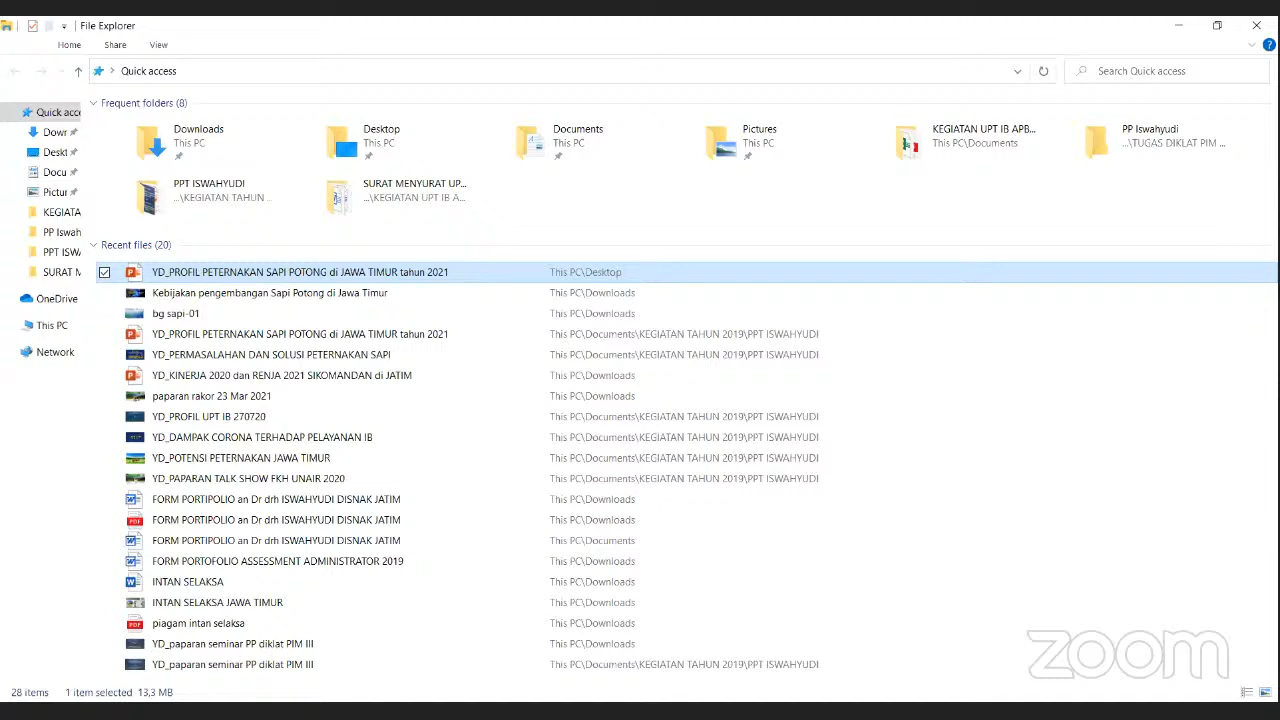 File Explorer
Home Share View
Quick access
Search Quick access
Quick acc
Dowr
Deskt
Docu
Pictur
KEGIATA
PP Iswah
PPT ISWA
SURAT M
OneDrive
This PC
Network
Frequent folders (8)
Downloads
This PC
Desktop
This PC
Documents
This PC
Pictures
This PC
KEGIATAN UPT IB APB...
This PC\Documents
PP Iswahyudi
...\TUGAS DIKLAT PIM ...
PPT ISWAHYUDI
...\KEGIATAN TAHUN ...
SURAT MENYURAT UP...
...\KEGIATAN UPT IB A...
Recent files (20)
YD_PROFIL PETERNAKAN SAPI POTONG di JAWA TIMUR tahun 2021 This PC\Desktop
Kebijakan pengembangan Sapi Potong di Jawa Timur This PC\Downloads
bg sapi-01 This PC\Downloads
YD_PROFIL PETERNAKAN SAPI POTONG di JAWA TIMUR tahun 2021 This PC\Documents\KEGIATAN TAHUN 2019\PPT ISWAHYUDI
YD_PERMASALAHAN DAN SOLUSI PETERNAKAN SAPI This PC\Documents\KEGIATAN TAHUN 2019\PPT ISWAHYUDI
YD_KINERJA 2020 dan RENJA 2021 SIKOMANDAN di JATIM This PC\Downloads
paparan rakor 23 Mar 2021 This PC\Downloads
YD_PROFIL UPT IB 270720 This PC\Documents\KEGIATAN TAHUN 2019\PPT ISWAHYUDI
YD_DAMPAK CORONA TERHADAP PELAYANAN IB This PC\Documents\KEGIATAN TAHUN 2019\PPT ISWAHYUDI
YD_POTENSI PETERNAKAN JAWA TIMUR This PC\Documents\KEGIATAN TAHUN 2019\PPT ISWAHYUDI
YD_PAPARAN TALK SHOW FKH UNAIR 2020 This PC\Documents\KEGIATAN TAHUN 2019\PPT ISWAHYUDI
FORM PORTIPOLIO an Dr drh ISWAHYUDI DISNAK JATIM This PC\Downloads
FORM PORTIPOLIO an Dr drh ISWAHYUDI DISNAK JATIM This PC\Downloads
FORM PORTIPOLIO an Dr drh ISWAHYUDI DISNAK JATIM This PC\Documents
FORM PORTOFOLIO ASSESSMENT ADMINISTRATOR 2019 This PC\Downloads
INTAN SELAKSA This PC\Downloads
INTAN SELAKSA JAWA TIMUR This PC\Downloads
piagam intan selaksa This PC\Downloads
YD_paparan seminar PP diklat PIM III This PC\Downloads
YD_paparan seminar PP diklat PIM III This PC\Documents\KEGIATAN TAHUN 2019\PPT ISWAHYUDI
zoom
28 items 1 item selected 13,3 MB